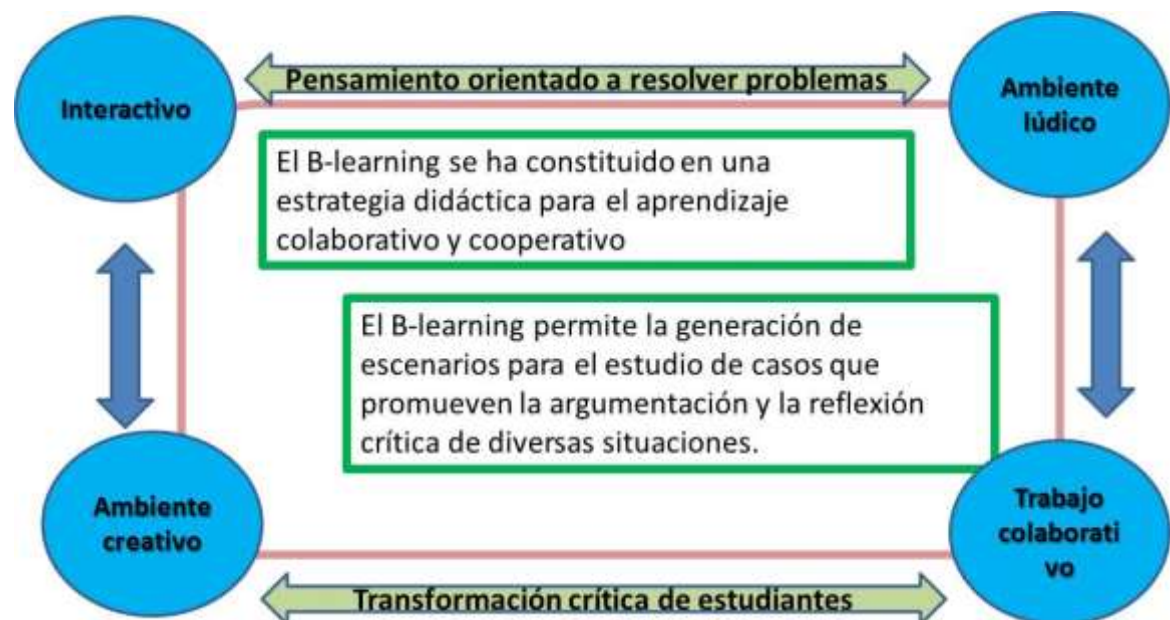 Pensamiento orientado a resolver problemas
Interactivo
Ambiente
lúdico
El B-learning se ha constituido en una
estrategia didáctica para el aprendizaje
colaborativo y cooperativo
El B-learning permite la generación de
escenarios para el estudio de casos que
promueven la argumentación y la reflexión
crítica de diversas situaciones.
Ambiente
creativo
Trabajo
colaborati
vo
Transformación crítica de estudiantes